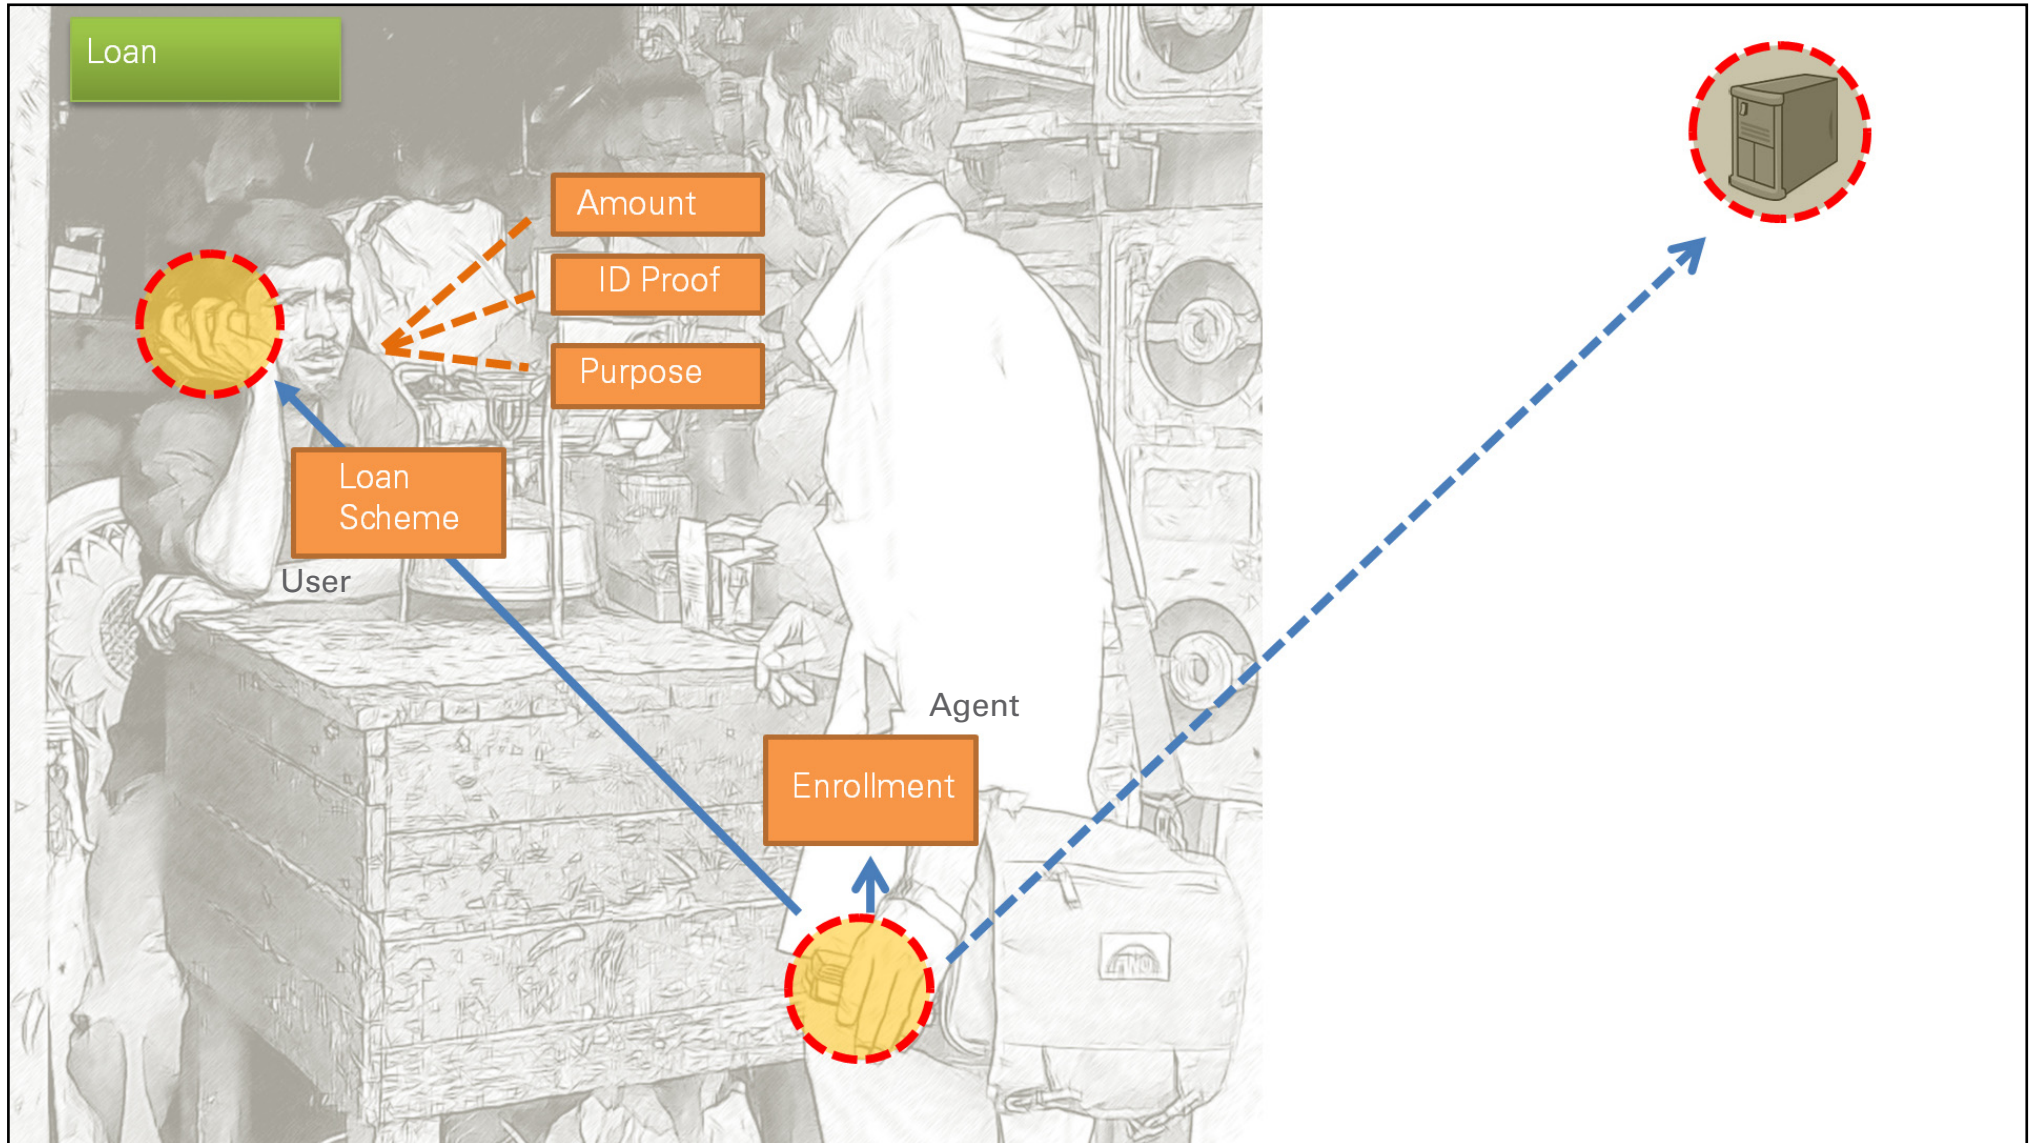 Loan
Amount
ID Proof
Purpose
Loan
Scheme
User
Agent
Enrollment